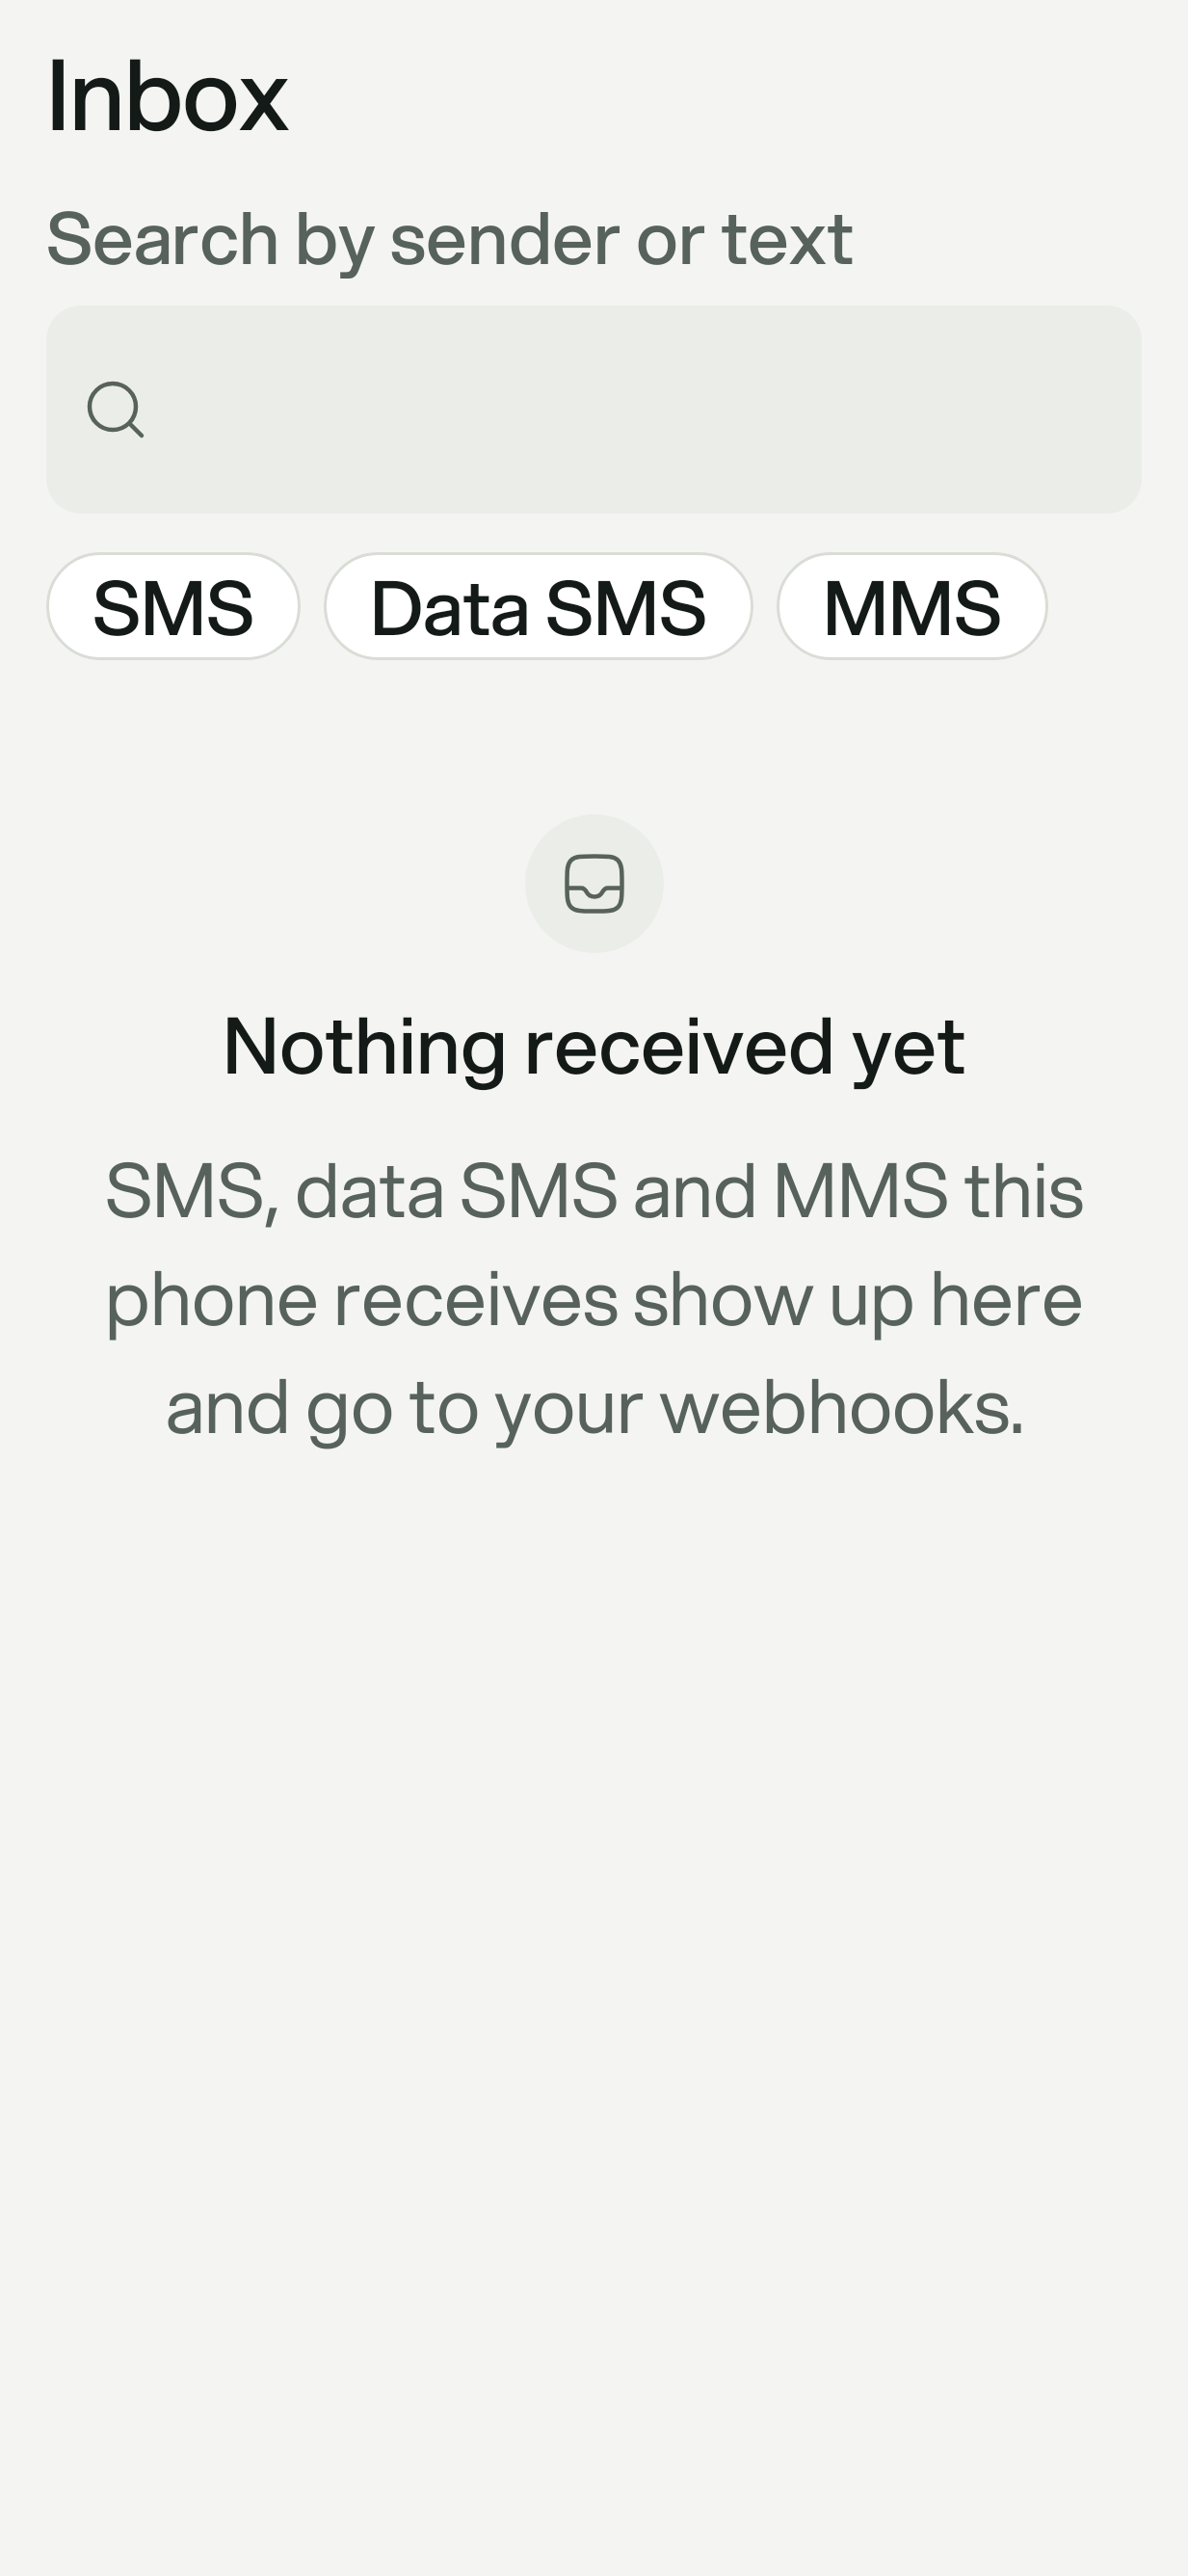 Inbox
Search by sender or text
SMS
Data SMS
MMS
Nothing received yet
SMS, data SMS and MMS this
phone receives show up here
and go to your webhooks.